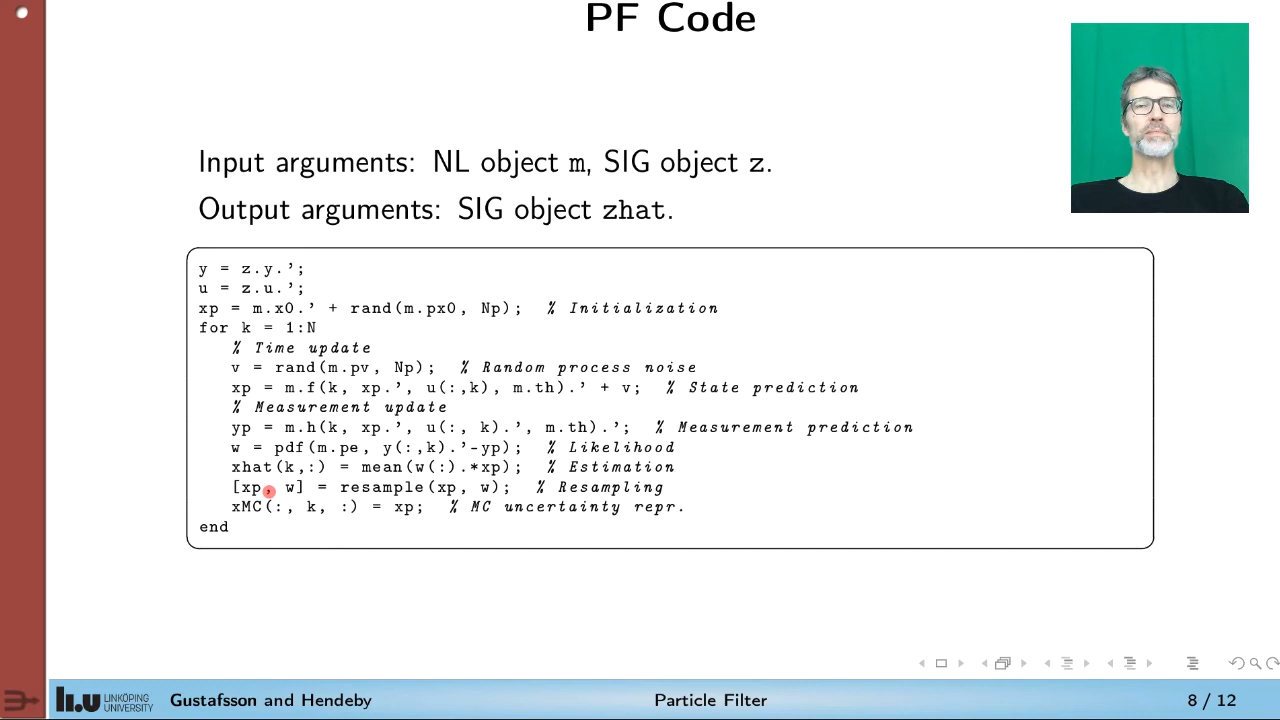 PF Code
Input arguments: NL object m, SIG object z.
Output arguments: SIG object zhat.
y = z.y.’;
u = z.u.’;
xp = m.x0.’ + rand(m.px0, Np);  % Initialization
for k = 1:N
% Time update
v = rand(m.pv, Np);  % Random process noise
xp = m.f(k, xp.’, u(:,k), m.th).’ + v;  % State prediction
% Measurement update
yp = m.h(k, xp.’, u(:, k).’, m.th).’;  % Measurement prediction
w = pdf(m.pe, y(:,k).’-yp);  % Likelihood
xhat(k,:) = mean(w(:).*xp);  % Estimation
[xp, w] = resample(xp, w);  % Resampling
xMC(:, k, :) = xp;  % MC uncertainty repr.
end
li.u LINKÖPING UNIVERSITY
Gustafsson and Hendeby
Particle Filter
8 / 12